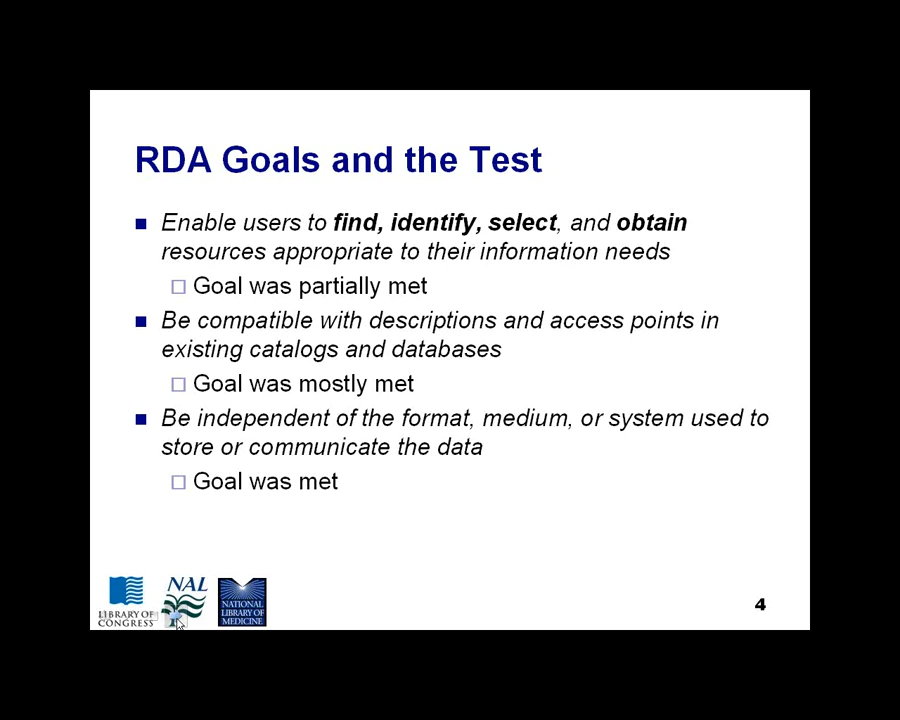 RDA Goals and the Test
Enable users to find, identify, select, and obtain
resources appropriate to their information needs
Goal was partially met
Be compatible with descriptions and access points in
existing catalogs and databases
Goal was mostly met
Be independent of the format, medium, or system used to
store or communicate the data
Goal was met
LIBRARY OF
CONGRESS
NAL
NATIONAL
LIBRARY OF
MEDICINE
4